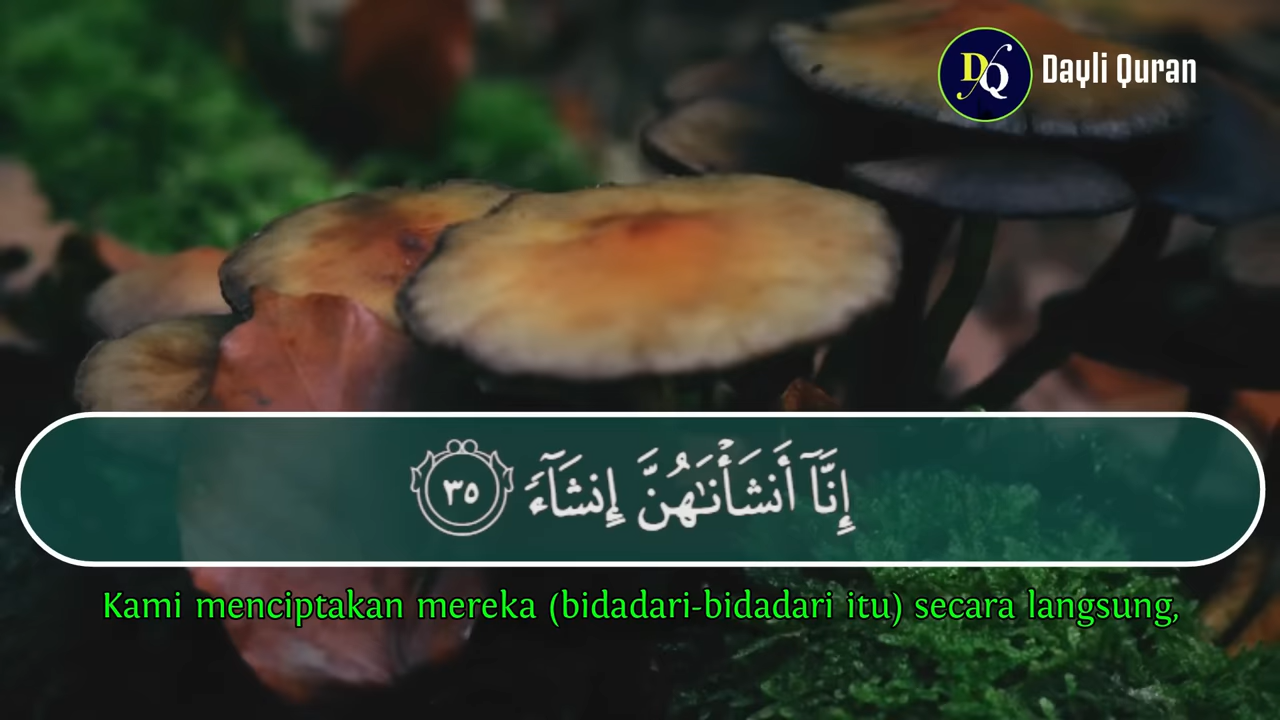 DQ
Dayli Quran
إِنَّآ أَنشَأْنَـٰهُنَّ إِنشَآءً ٣٥
Kami menciptakan mereka (bidadari-bidadari itu) secara langsung,